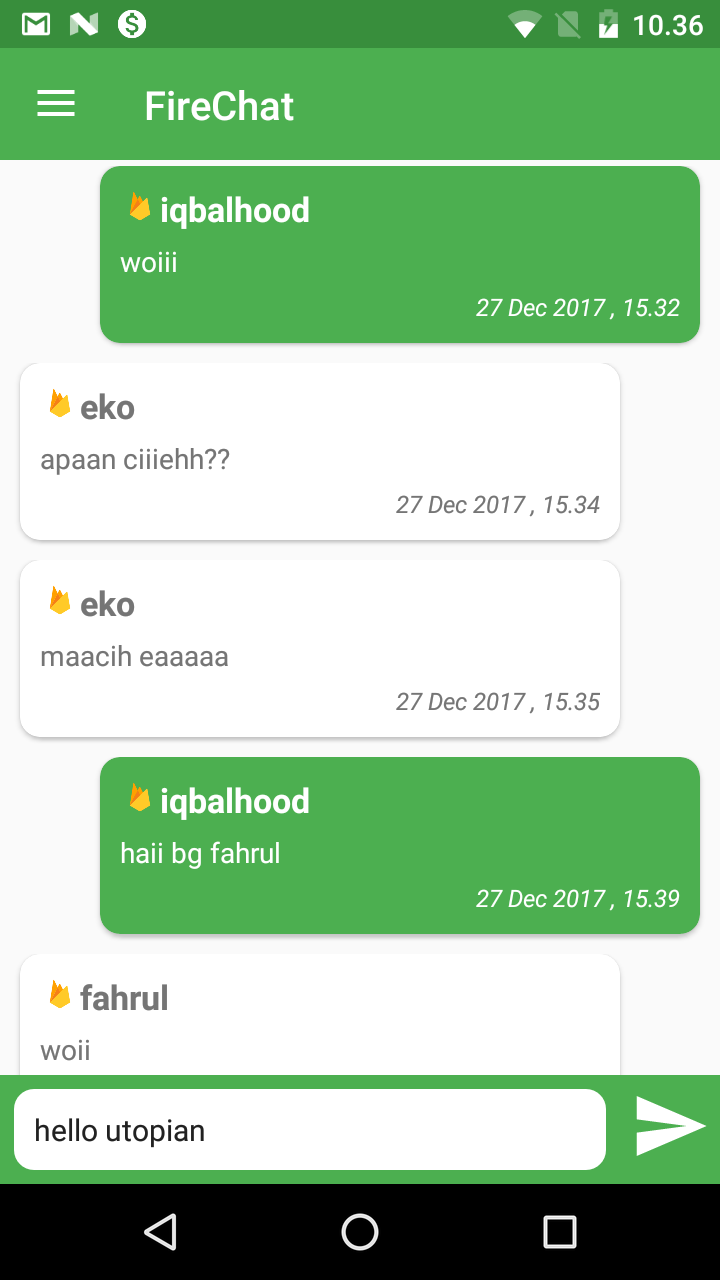 10.36
FireChat
iqbalhood
woiii
27 Dec 2017 , 15.32
eko
apaan ciiiehh??
27 Dec 2017 , 15.34
eko
maacih eaaaaa
27 Dec 2017 , 15.35
iqbalhood
haii bg fahrul
27 Dec 2017 , 15.39
fahrul
woii
hello utopian